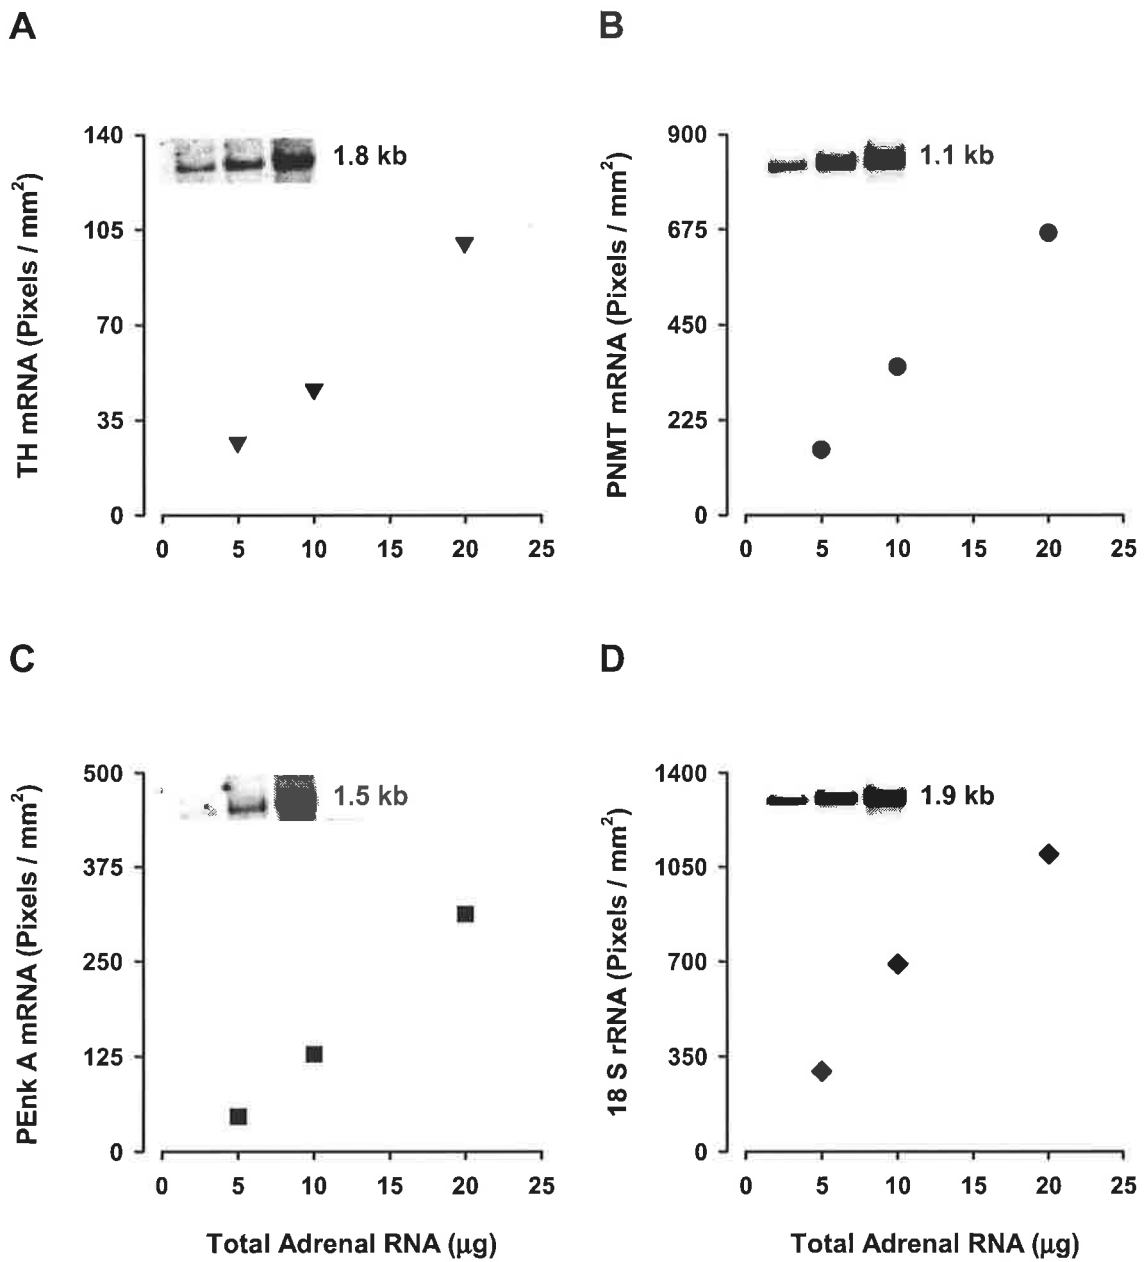 A
TH mRNA (Pixels / mm²)
140
105
70
35
0
1.8 kb
0 5 10 15 20 25
B
PNMT mRNA (Pixels / mm²)
900
675
450
225
0
1.1 kb
0 5 10 15 20 25
C
PEnk A mRNA (Pixels / mm²)
500
375
250
125
0
1.5 kb
0 5 10 15 20 25
Total Adrenal RNA (µg)
D
18 S rRNA (Pixels / mm²)
1400
1050
700
350
0
1.9 kb
0 5 10 15 20 25
Total Adrenal RNA (µg)